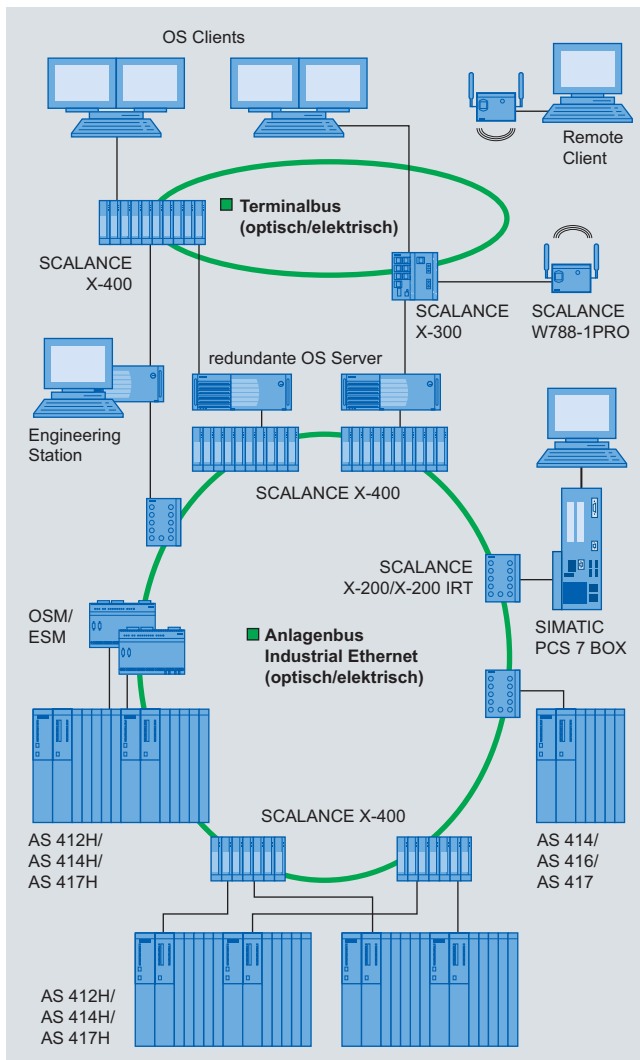 OS Clients
Remote
Client
Terminalbus
(optisch/elektrisch)
SCALANCE
X-400
SCALANCE
X-300
SCALANCE
W788-1PRO
redundante OS Server
Engineering
Station
SCALANCE X-400
SCALANCE
X-200/X-200 IRT
SIMATIC
PCS 7 BOX
OSM/
ESM
Anlagenbus
Industrial Ethernet
(optisch/elektrisch)
SCALANCE X-400
AS 412H/
AS 414H/
AS 417H
AS 414/
AS 416/
AS 417
AS 412H/
AS 414H/
AS 417H